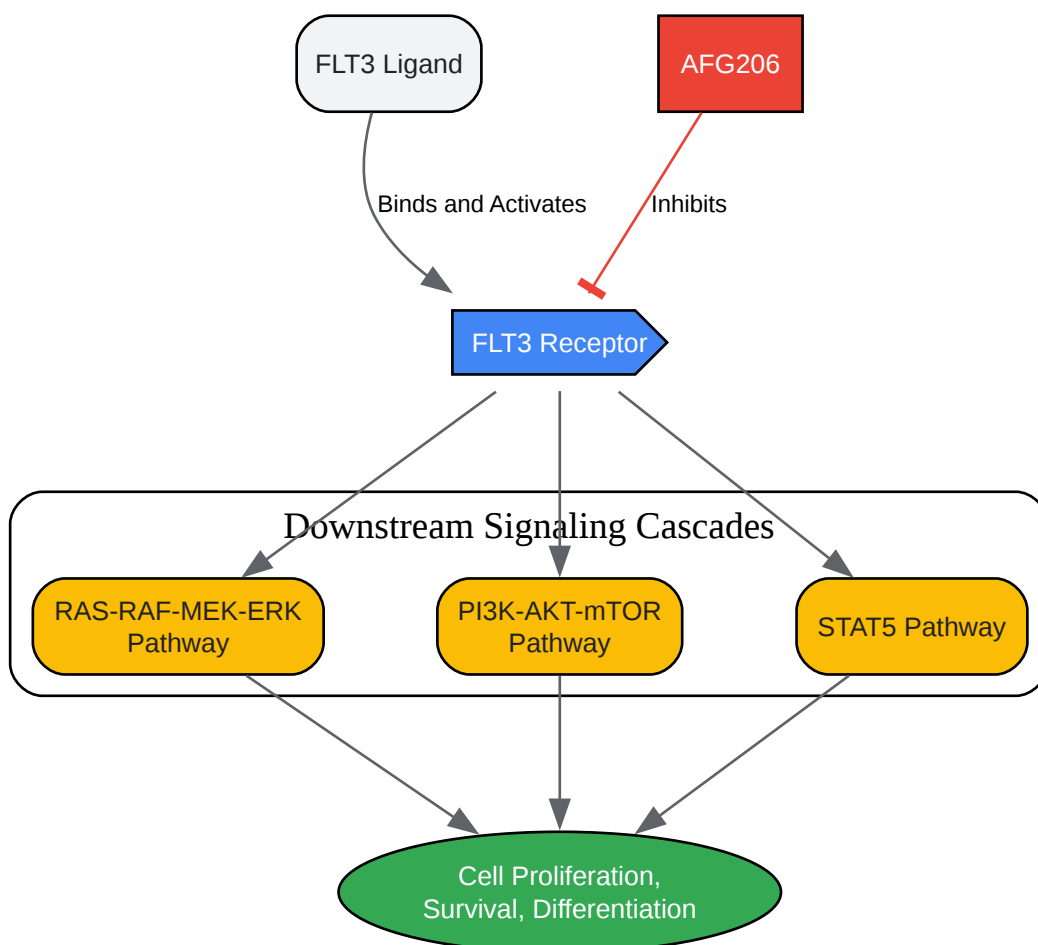 FLT3 Ligand
AFG206
Binds and Activates
Inhibits
FLT3 Receptor
Downstream Signaling Cascades
RAS-RAF-MEK-ERK
Pathway
PI3K-AKT-mTOR
Pathway
STAT5 Pathway
Cell Proliferation,
Survival, Differentiation